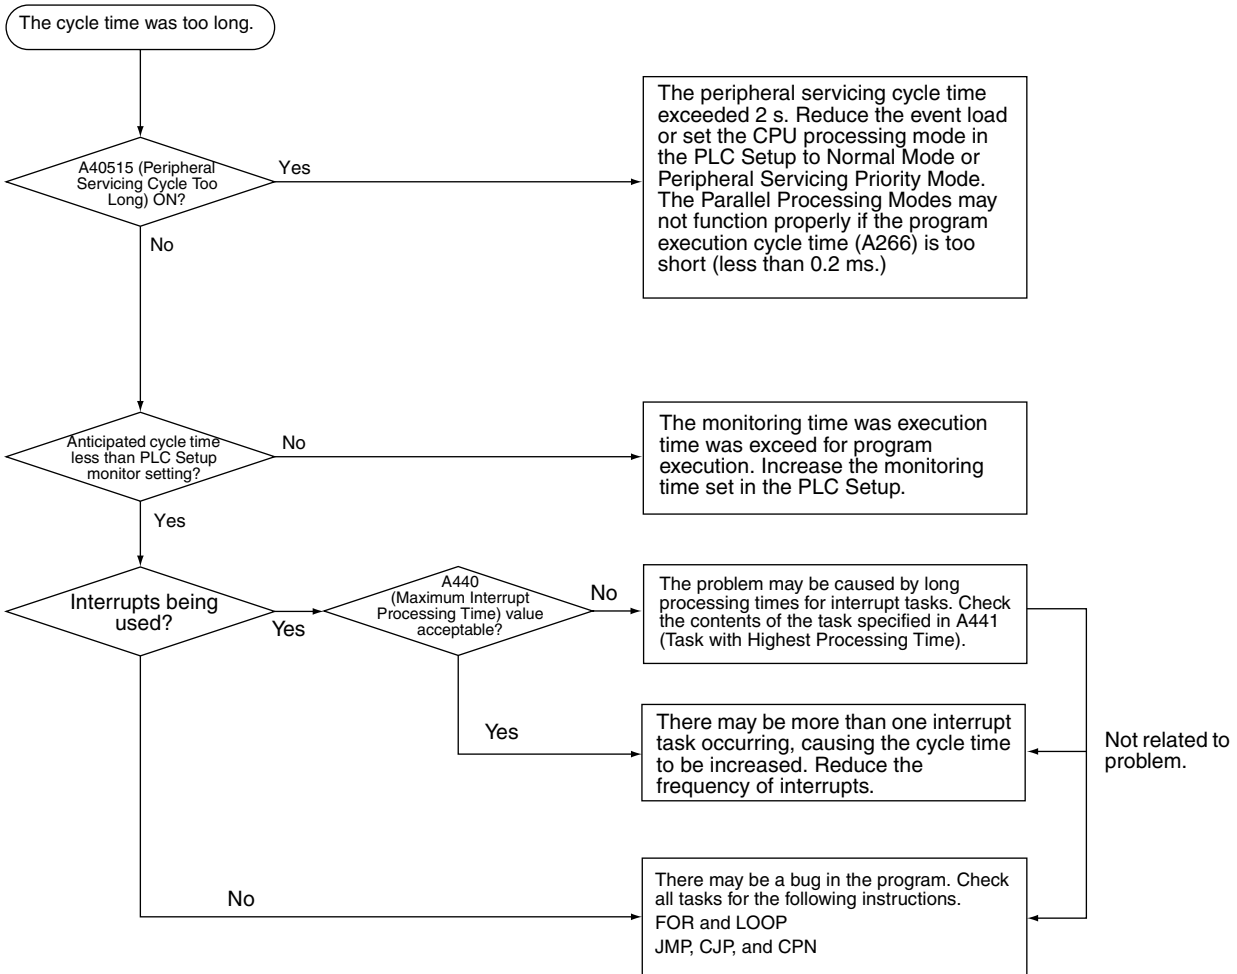 The cycle time was too long.
A40515 (Peripheral
Servicing Cycle Too
Long) ON?
Yes
No
The peripheral servicing cycle time
exceeded 2 s. Reduce the event load
or set the CPU processing mode in
the PLC Setup to Normal Mode or
Peripheral Servicing Priority Mode.
The Parallel Processing Modes may
not function properly if the program
execution cycle time (A266) is too
short (less than 0.2 ms.)
Anticipated cycle time
less than PLC Setup
monitor setting?
No
Yes
The monitoring time was execution
time was exceed for program
execution. Increase the monitoring
time set in the PLC Setup.
Interrupts being
used?
Yes
A440
(Maximum Interrupt
Processing Time) value
acceptable?
No
The problem may be caused by long
processing times for interrupt tasks. Check
the contents of the task specified in A441
(Task with Highest Processing Time).
Yes
There may be more than one interrupt
task occurring, causing the cycle time
to be increased. Reduce the
frequency of interrupts.
Not related to
problem.
No
There may be a bug in the program. Check
all tasks for the following instructions.
FOR and LOOP
JMP, CJP, and CPN